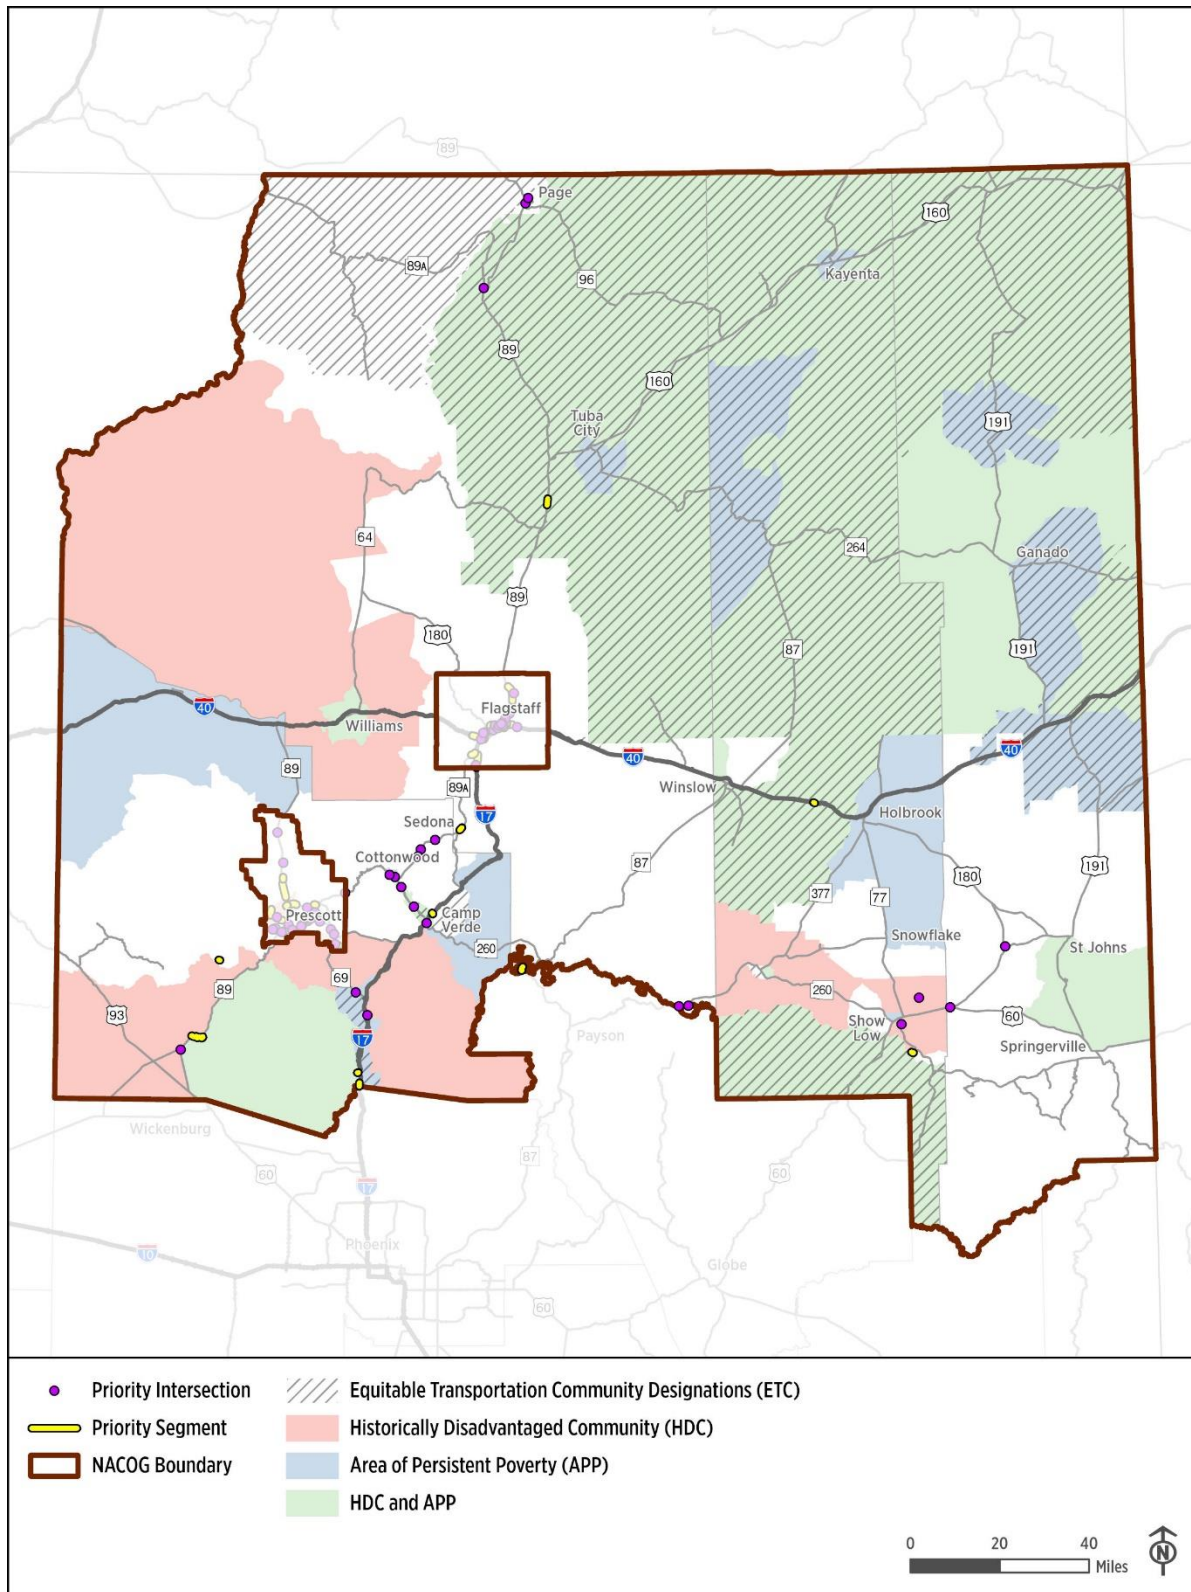 89
Page
160
89A
96
Kayenta
89
160
Tuba
City
191
64
264
Ganado
89
180
87
191
Flagstaff
40
Williams
40
40
89
Winslow
89A
17
Holbrook
Sedona
Cottonwood
87
180
191
377
77
Prescott
Camp
Verde
Snowflake
St Johns
260
69
89
260
93
60
Show
Low
17
Payson
Springerville
Wickenburg
87
60
60
17
Phoenix
10
Globe
60
Priority Intersection
Priority Segment
NACOG Boundary
Equitable Transportation Community Designations (ETC)
Historically Disadvantaged Community (HDC)
Area of Persistent Poverty (APP)
HDC and APP
0 20 40
Miles
N